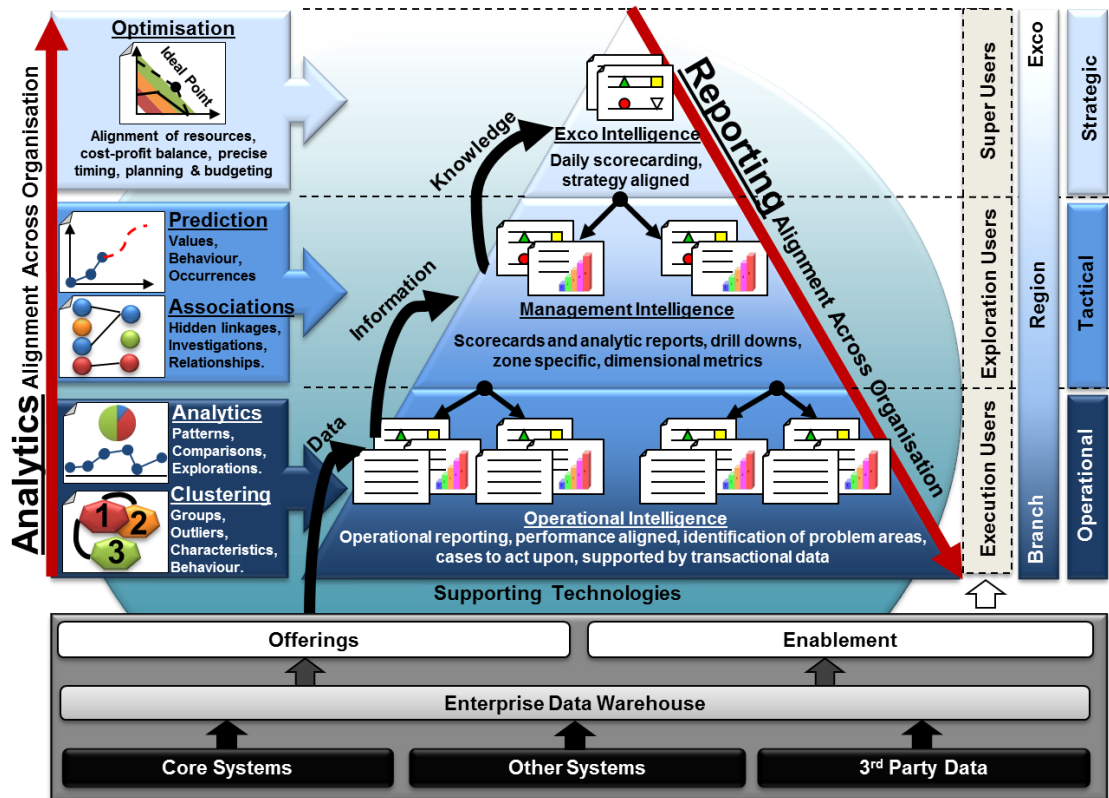 Analytics Alignment Across Organisation
Optimisation
Ideal Point
Alignment of resources,
cost-profit balance, precise
timing, planning & budgeting
Prediction
Values,
Behaviour,
Occurrences
Associations
Hidden linkages,
Investigations,
Relationships.
Analytics
Patterns,
Comparisons,
Explorations.
Clustering
1
2
3
Groups,
Outliers,
Characteristics,
Behaviour.
Knowledge
Information
Data
Reporting Alignment Across Organisation
Exco Intelligence
Daily scorecarding,
strategy aligned
Management Intelligence
Scorecards and analytic reports, drill downs,
zone specific, dimensional metrics
Operational Intelligence
Operational reporting, performance aligned, identification of problem areas,
cases to act upon, supported by transactional data
Supporting Technologies
Super Users
Exploration Users
Execution Users
Exco
Region
Branch
Strategic
Tactical
Operational
Offerings
Enablement
Enterprise Data Warehouse
Core Systems
Other Systems
3rd Party Data